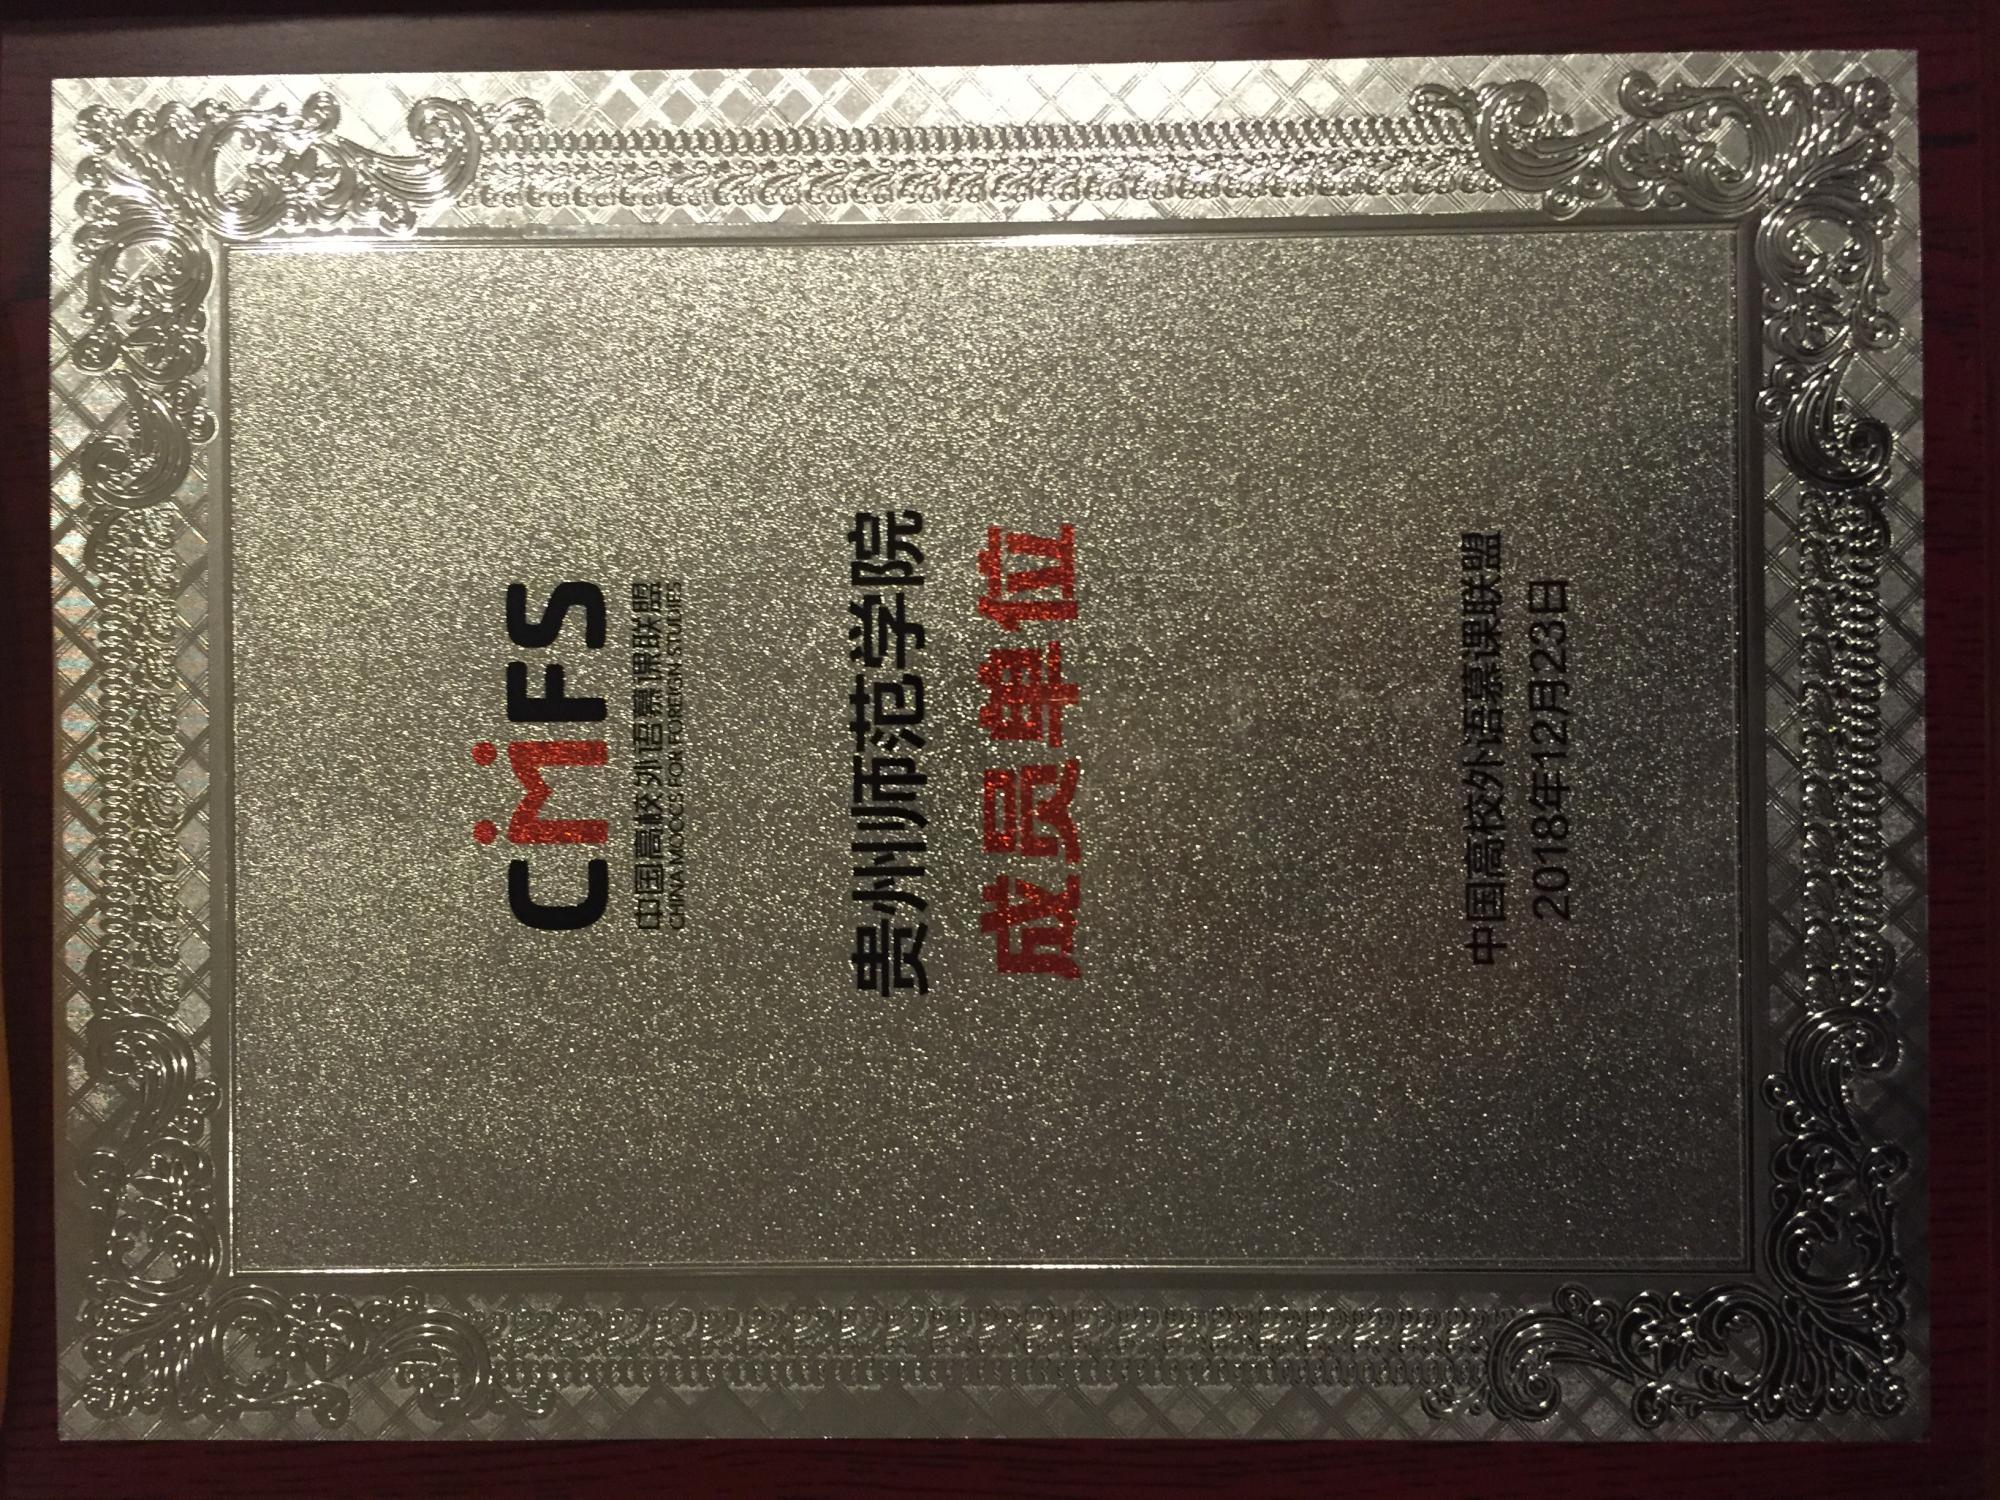 CMFS
中国高校外语慕课联盟
CHINA MOOCS FOR FOREIGN STUDIES
贵州师范学院
成员单位
中国高校外语慕课联盟
2018年12月23日